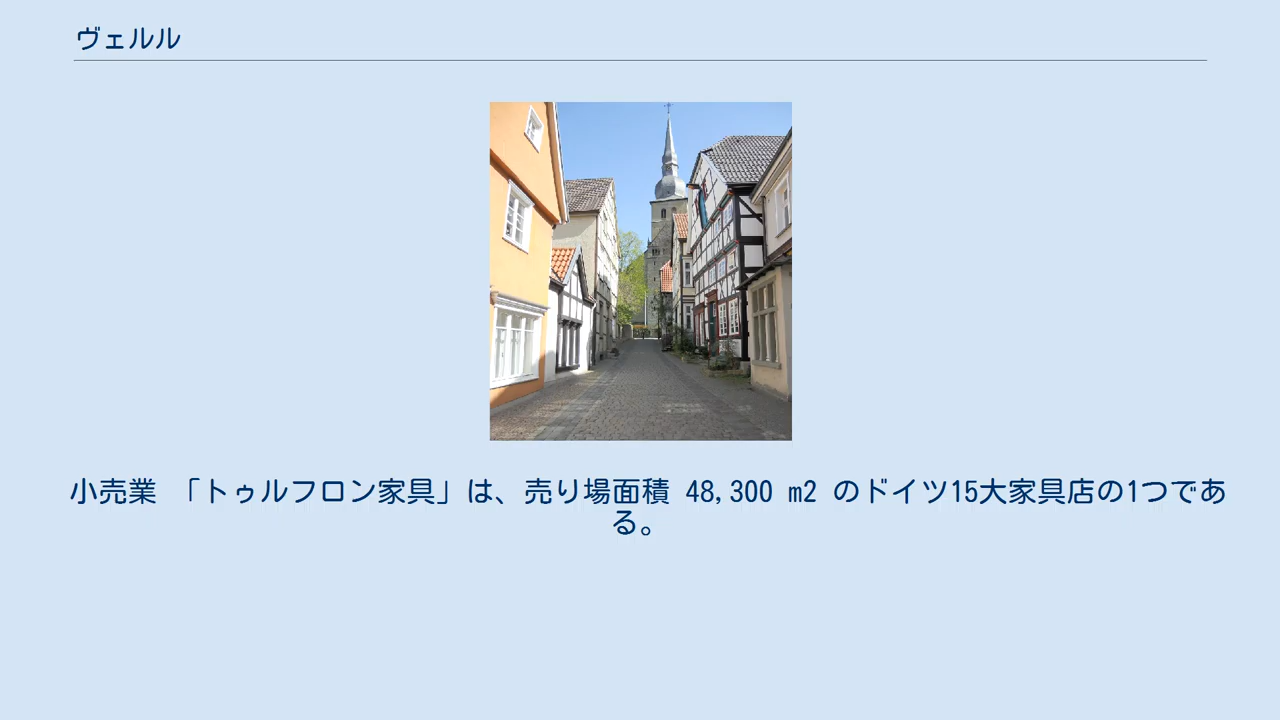 ヴェルル
小売業 「トゥルフロン家具」は、売り場面積 48,300 m2 のドイツ15大家具店の1つであ
る。